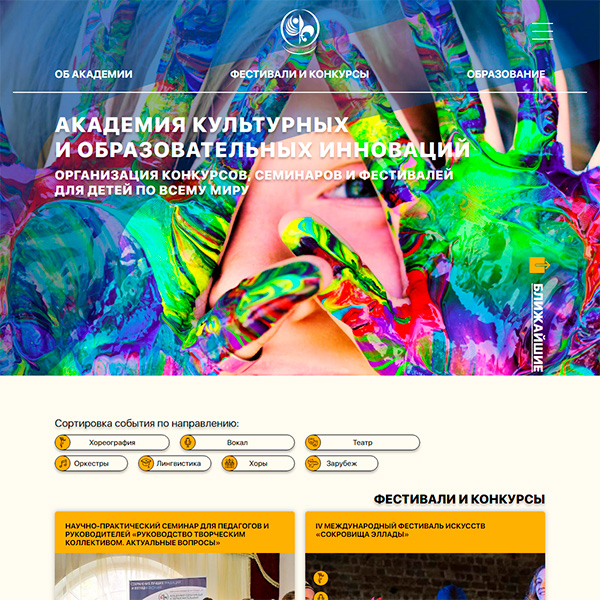 ОБ АКАДЕМИИ ФЕСТИВАЛИ И КОНКУРСЫ ОБРАЗОВАНИЕ
АКАДЕМИЯ КУЛЬТУРНЫХ
И ОБРАЗОВАТЕЛЬНЫХ ИННОВАЦИЙ
ОРГАНИЗАЦИЯ КОНКУРСОВ, СЕМИНАРОВ И ФЕСТИВАЛЕЙ
ДЛЯ ДЕТЕЙ ПО ВСЕМУ МИРУ
БЛИЖАЙШИЕ
Сортировка события по направлению:
Хореография Вокал Театр
Оркестры Лингвистика Хоры Зарубеж
ФЕСТИВАЛИ И КОНКУРСЫ
НАУЧНО-ПРАКТИЧЕСКИЙ СЕМИНАР ДЛЯ ПЕДАГОГОВ И
РУКОВОДИТЕЛЕЙ «РУКОВОДСТВО ТВОРЧЕСКИМ
КОЛЛЕКТИВОМ. АКТУАЛЬНЫЕ ВОПРОСЫ»
IV МЕЖДУНАРОДНЫЙ ФЕСТИВАЛЬ ИСКУССТВ
«СОКРОВИЩА ЭЛЛАДЫ»